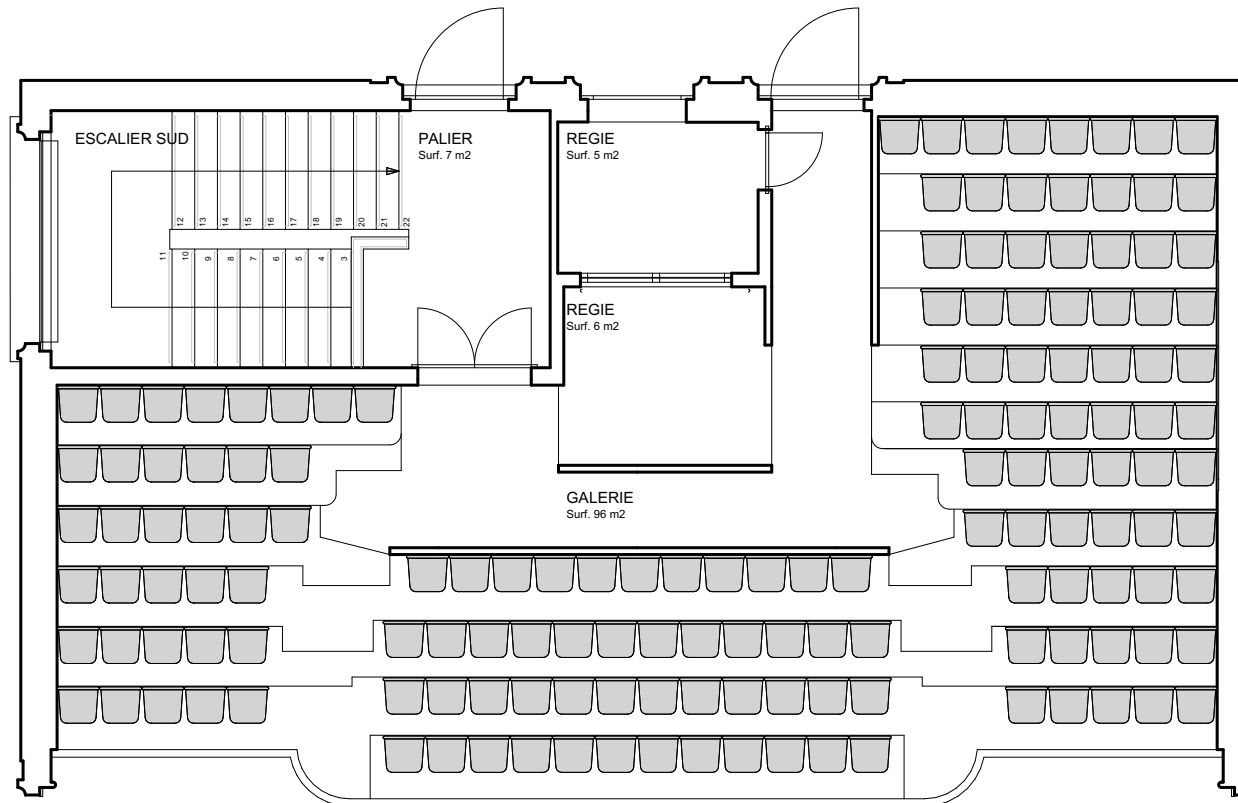 ESCALIER SUD
PALIER
Surf. 7 m2
REGIE
Surf. 5 m2
12 13 14 15 16 17 18 19 20 21 22
11 10 9 8 7 6 5 4 3
REGIE
Surf. 6 m2
GALERIE
Surf. 96 m2